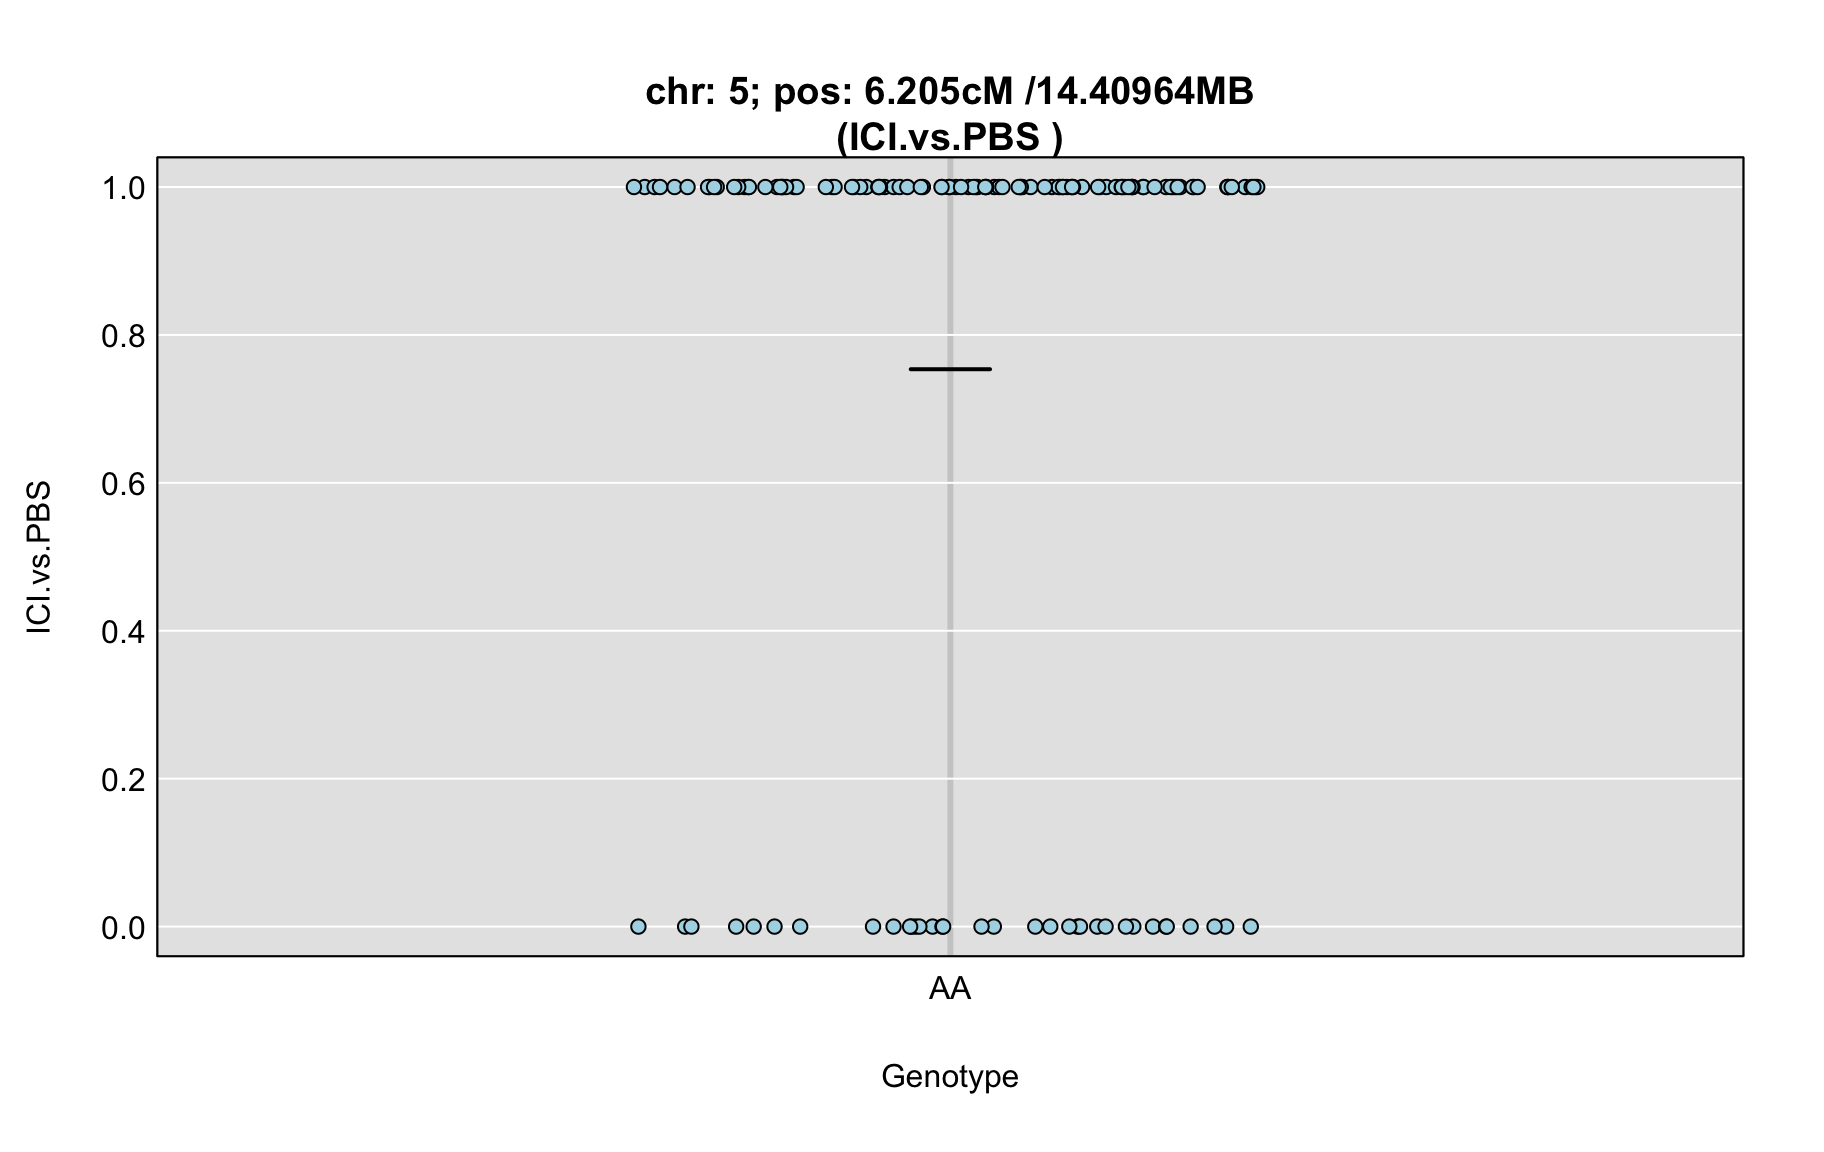 chr: 5; pos: 6.205cM /14.40964MB
(ICI.vs.PBS )
1.0
0.8
0.6
0.4
0.2
0.0
ICI.vs.PBS
AA
Genotype